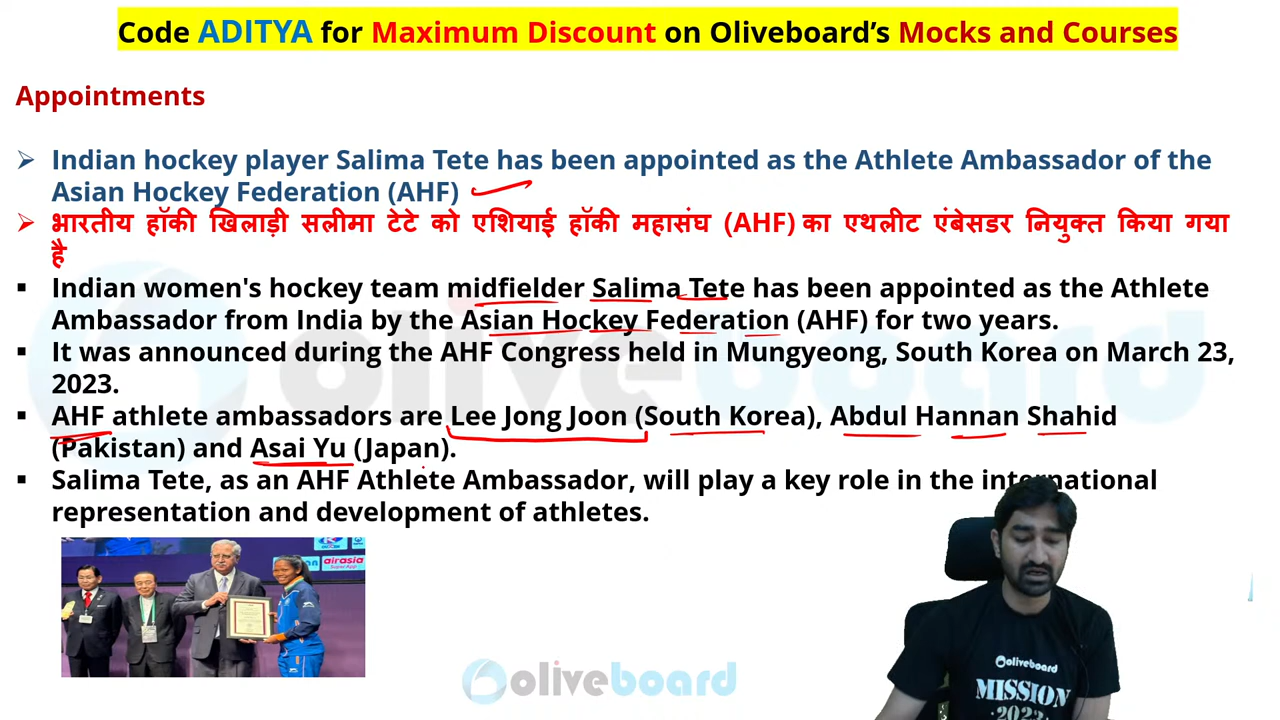 Code ADITYA for Maximum Discount on Oliveboard's Mocks and Courses
Appointments
➢ Indian hockey player Salima Tete has been appointed as the Athlete Ambassador of the
Asian Hockey Federation (AHF)
➢ भारतीय हॉकी खिलाड़ी सलीमा टेटे को एशियाई हॉकी महासंघ (AHF) का एथलीट एंबेसडर नियुक्त किया गया
है
▪ Indian women's hockey team midfielder Salima Tete has been appointed as the Athlete
Ambassador from India by the Asian Hockey Federation (AHF) for two years.
▪ It was announced during the AHF Congress held in Mungyeong, South Korea on March 23,
2023.
▪ AHF athlete ambassadors are Lee Jong Joon (South Korea), Abdul Hannan Shahid
(Pakistan) and Asai Yu (Japan).
▪ Salima Tete, as an AHF Athlete Ambassador, will play a key role in the international
representation and development of athletes.
airasia
Super App
oliveboard
oliveboard
MISSION
2023
oliveboard